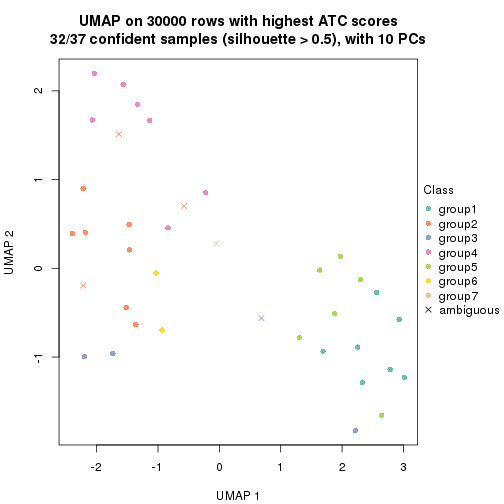 UMAP on 30000 rows with highest ATC scores
32/37 confident samples (silhouette > 0.5), with 10 PCs
UMAP 2
2
1
0
-1
-2
-1
0
1
2
3
UMAP 1
Class
group1
group2
group3
group4
group5
group6
group7
ambiguous